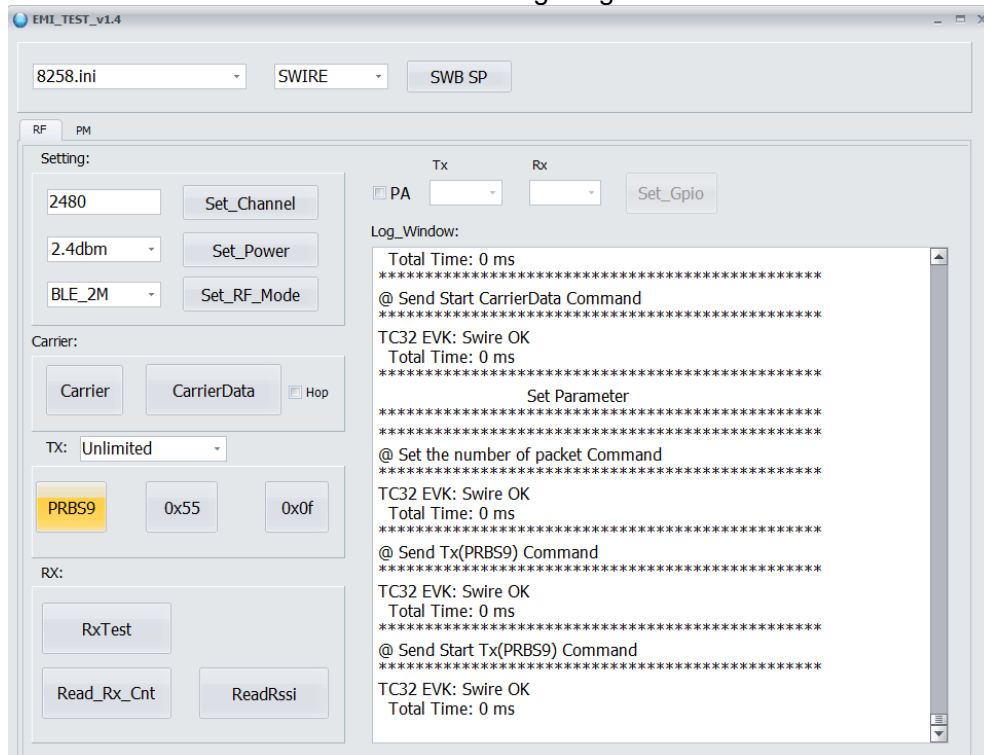 EMI_TEST_v1.4
8258.ini SWIRE SWB SP
RF PM
Setting:
2480 Set_Channel
2.4dbm Set_Power
BLE_2M Set_RF_Mode
Carrier:
Carrier CarrierData Hop
TX: Unlimited
PRBS9 0x55 0x0f
RX:
RxTest
Read_Rx_Cnt ReadRssi
Tx Rx
PA Set_Gpio
Log_Window:
Total Time: 0 ms
************************************************
@ Send Start CarrierData Command
************************************************
TC32 EVK: Swire OK
Total Time: 0 ms
************************************************
Set Parameter
************************************************
************************************************
@ Set the number of packet Command
************************************************
TC32 EVK: Swire OK
Total Time: 0 ms
************************************************
@ Send Tx(PRBS9) Command
************************************************
TC32 EVK: Swire OK
Total Time: 0 ms
************************************************
@ Send Start Tx(PRBS9) Command
************************************************
TC32 EVK: Swire OK
Total Time: 0 ms